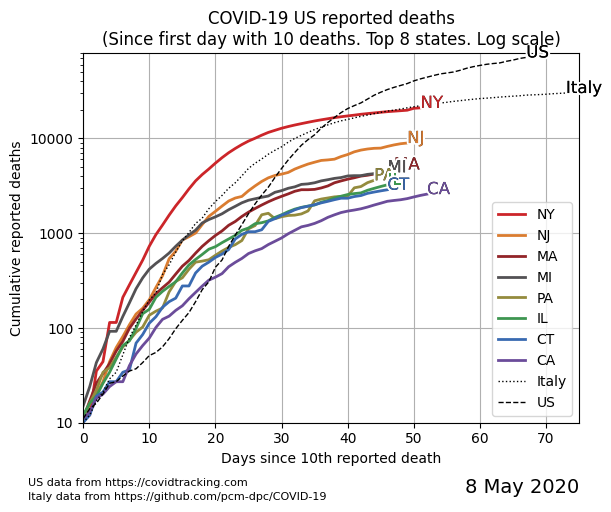 COVID-19 US reported deaths
(Since first day with 10 deaths. Top 8 states. Log scale)
US
Italy
NY
NJ
MI
A
PA
CT
CA
10000
1000
100
10
Cumulative reported deaths
0 10 20 30 40 50 60 70
Days since 10th reported death
NY
NJ
MA
MI
PA
IL
CT
CA
Italy
US
US data from https://covidtracking.com
Italy data from https://github.com/pcm-dpc/COVID-19
8 May 2020